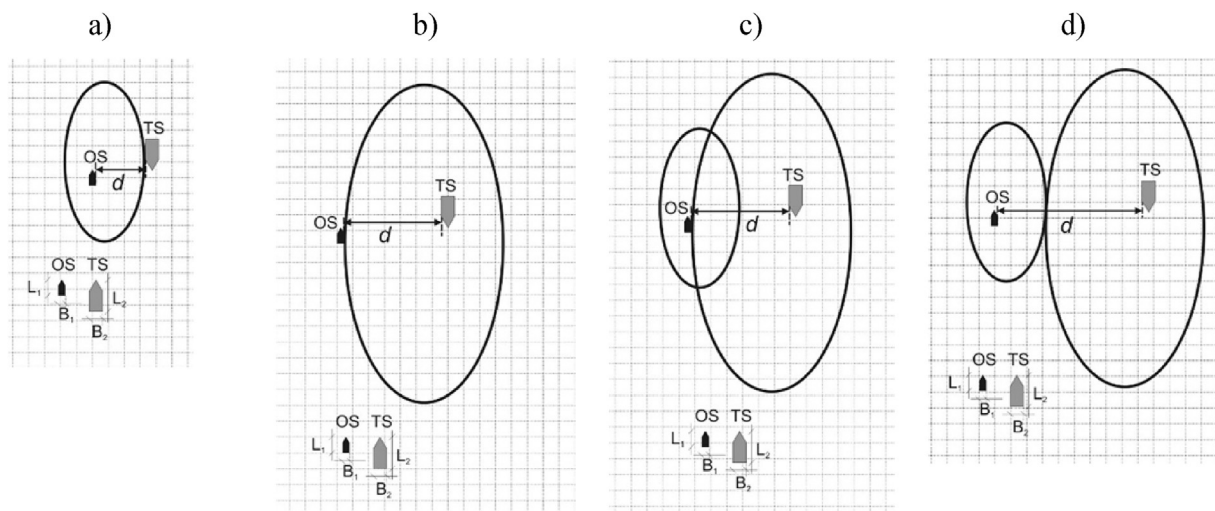 a)
b)
c)
d)
TS
OS
d
OS TS
L₁
L₂
B₁
B₂
TS
OS
d
OS TS
L₁
L₂
B₁
B₂
TS
OS
d
OS TS
L₁
L₂
B₁
B₂
TS
OS
d
OS TS
L₁
L₂
B₁
B₂